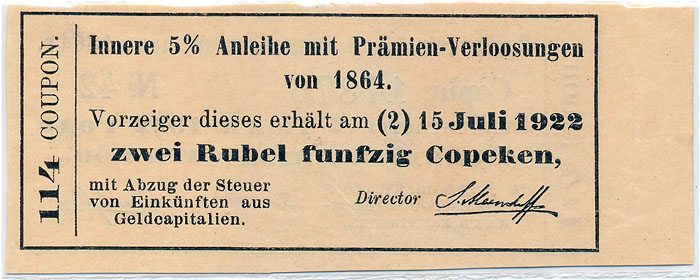 114 COUPON.
Innere 5% Anleihe mit Prämien-Verloosungen
von 1864.
Vorzeiger dieses erhält am (2) 15 Juli 1922
zwei Rubel funfzig Copeken,
mit Abzug der Steuer
von Einkünften aus
Geldcapitalien.
Director